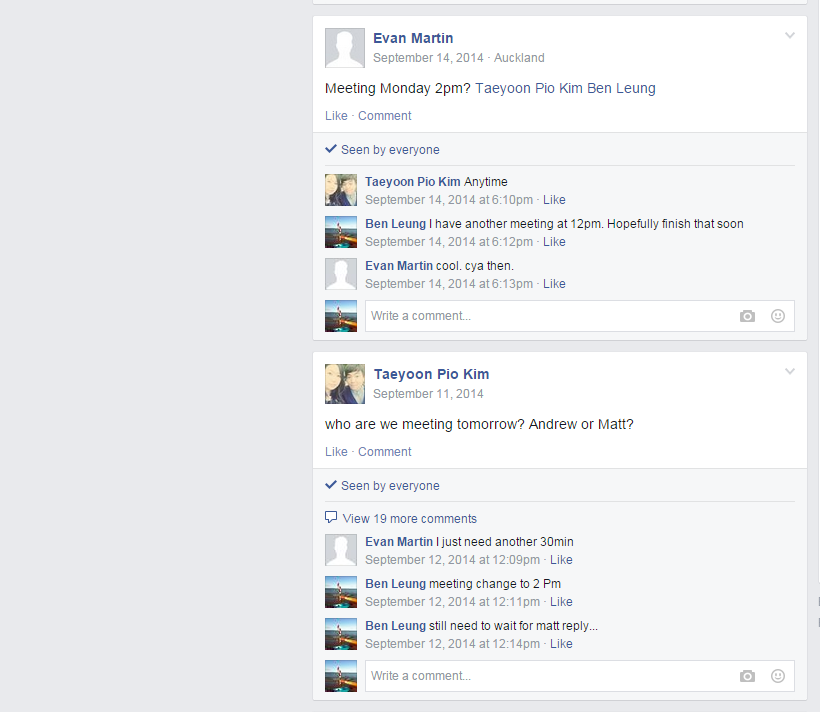 Evan Martin
September 14, 2014 · Auckland
Meeting Monday 2pm? Taeyoon Pio Kim Ben Leung
Like · Comment
Seen by everyone
Taeyoon Pio Kim Anytime
September 14, 2014 at 6:10pm · Like
Ben Leung I have another meeting at 12pm. Hopefully finish that soon
September 14, 2014 at 6:12pm · Like
Evan Martin cool. cya then.
September 14, 2014 at 6:13pm · Like
Write a comment...
Taeyoon Pio Kim
September 11, 2014
who are we meeting tomorrow? Andrew or Matt?
Like · Comment
Seen by everyone
View 19 more comments
Evan Martin I just need another 30min
September 12, 2014 at 12:09pm · Like
Ben Leung meeting change to 2 Pm
September 12, 2014 at 12:11pm · Like
Ben Leung still need to wait for matt reply...
September 12, 2014 at 12:14pm · Like
Write a comment...